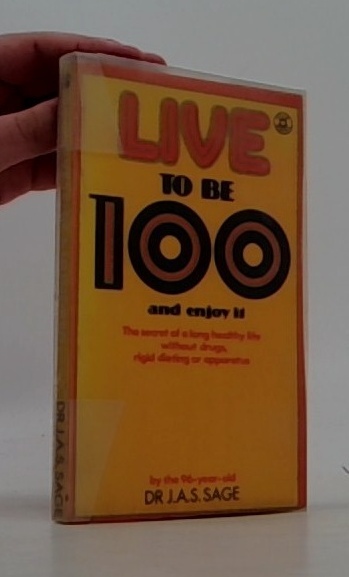 LIVE
TO BE
100
and enjoy it
The secret of a long healthy life
without drugs,
rigid dieting or apparatus
by the 96-year-old
DR J.A.S. SAGE
DR J.A.S. SAGE